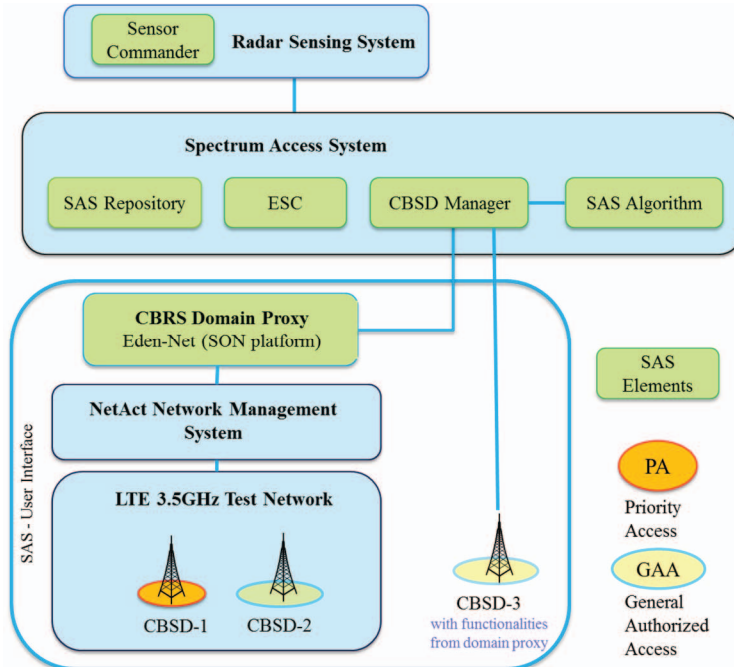 Sensor
Commander
Radar Sensing System
Spectrum Access System
SAS Repository
ESC
CBSD Manager
SAS Algorithm
CBRS Domain Proxy
Eden-Net (SON platform)
NetAct Network Management
System
LTE 3.5GHz Test Network
CBSD-1
CBSD-2
CBSD-3
with functionalities
from domain proxy
SAS - User Interface
SAS
Elements
PA
Priority
Access
GAA
General
Authorized
Access